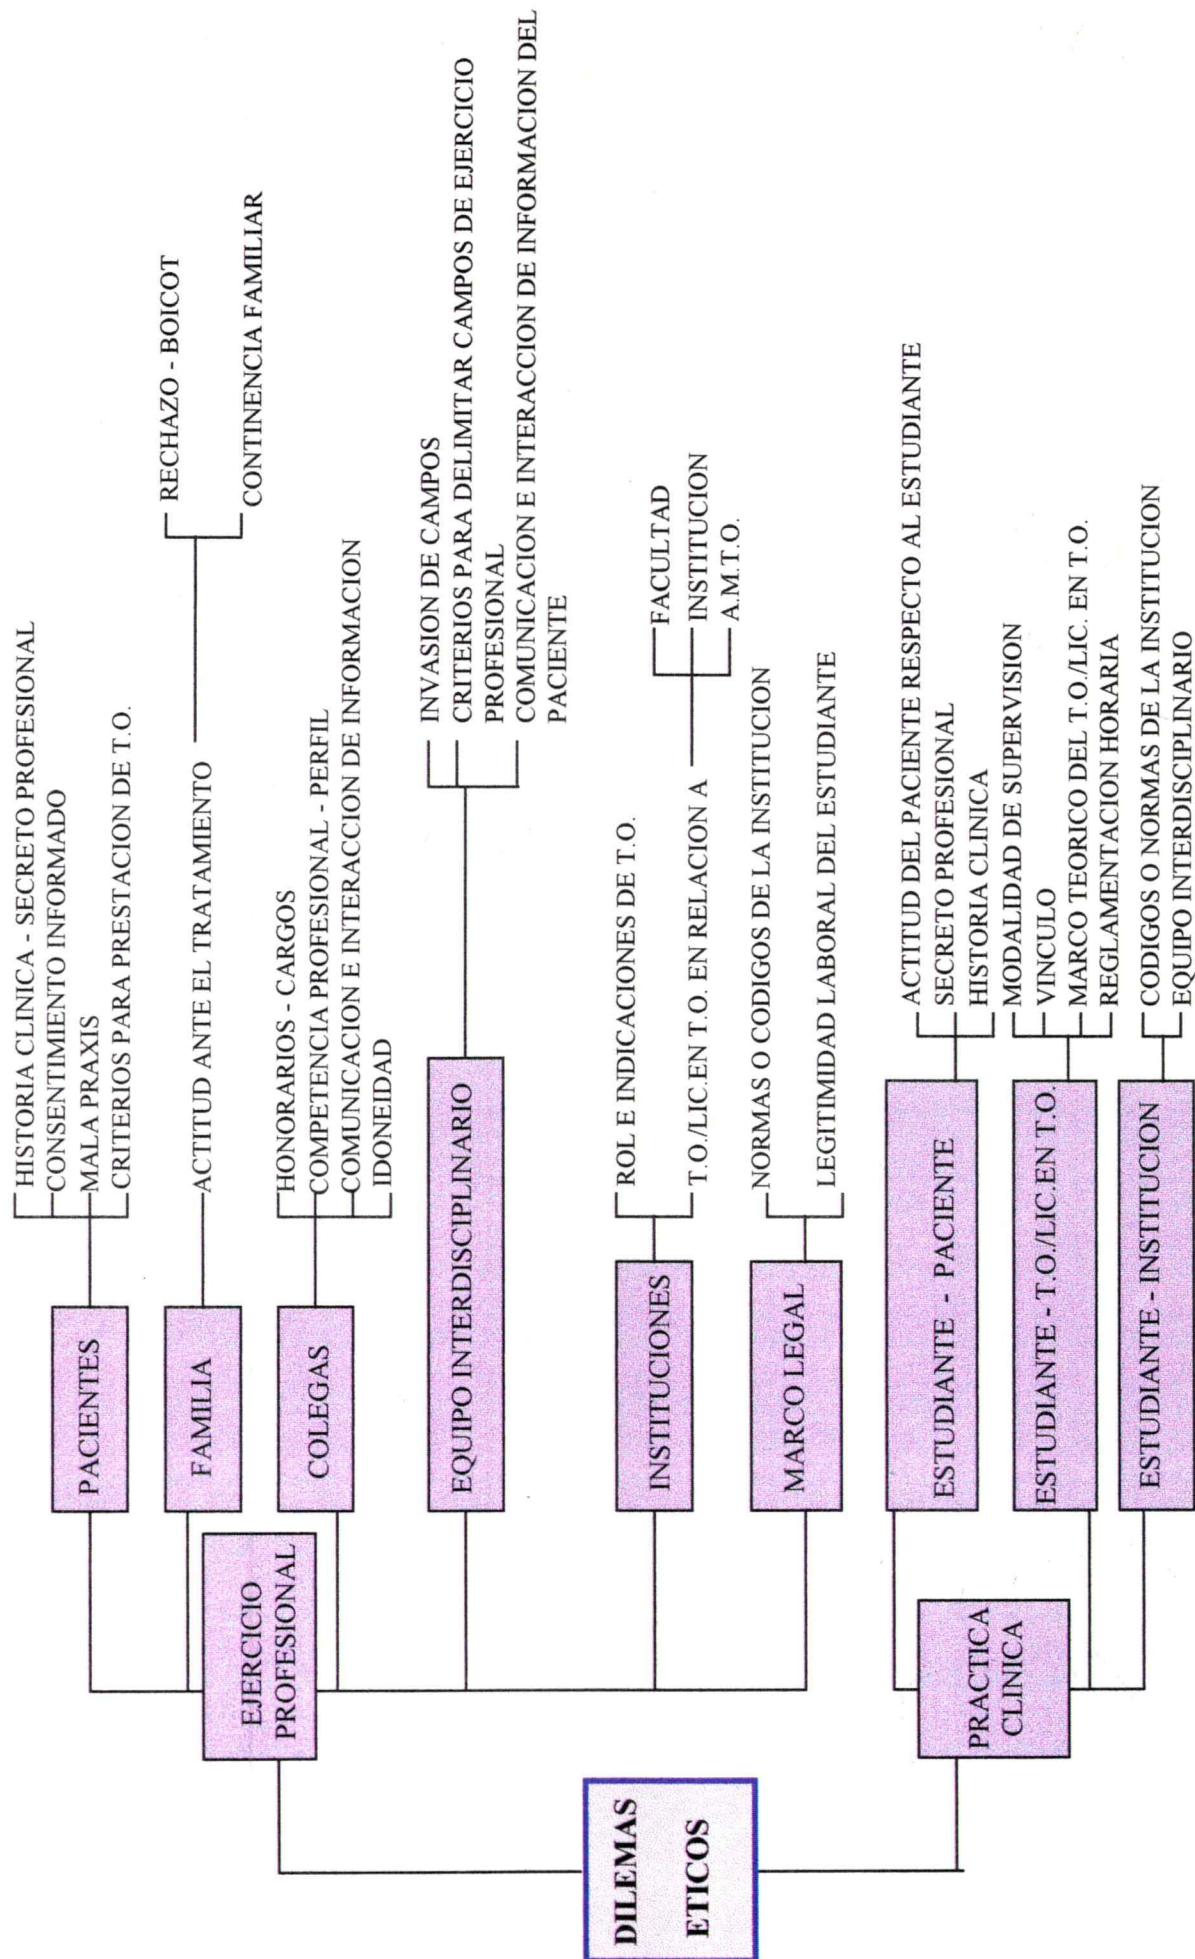 DILEMAS
ETICOS
EJERCICIO
PROFESIONAL
PACIENTES
HISTORIA CLINICA - SECRETO PROFESIONAL
CONSENTIMIENTO INFORMADO
MALA PRAXIS
CRITERIOS PARA PRESTACION DE T.O.
FAMILIA
ACTITUD ANTE EL TRATAMIENTO
RECHAZO - BOICOT
CONTINENCIA FAMILIAR
COLEGAS
HONORARIOS - CARGOS
COMPETENCIA PROFESIONAL - PERFIL
COMUNICACION E INTERACCION DE INFORMACION
IDONEIDAD
EQUIPO INTERDISCIPLINARIO
INVASION DE CAMPOS
CRITERIOS PARA DELIMITAR CAMPOS DE EJERCICIO
PROFESIONAL
COMUNICACION E INTERACCION DE INFORMACION DEL
PACIENTE
INSTITUCIONES
ROL E INDICACIONES DE T.O.
T.O./LIC.EN T.O. EN RELACION A
FACULTAD
INSTITUCION
A.M.T.O.
MARCO LEGAL
NORMAS O CODIGOS DE LA INSTITUCION
LEGITIMIDAD LABORAL DEL ESTUDIANTE
PRACTICA
CLINICA
ESTUDIANTE - PACIENTE
ACTITUD DEL PACIENTE RESPECTO AL ESTUDIANTE
SECRETO PROFESIONAL
HISTORIA CLINICA
ESTUDIANTE - T.O./LIC.EN T.O.
MODALIDAD DE SUPERVISION
VINCULO
MARCO TEORICO DEL T.O./LIC. EN T.O.
REGLAMENTACION HORARIA
ESTUDIANTE - INSTITUCION
CODIGOS O NORMAS DE LA INSTITUCION
EQUIPO INTERDISCIPLINARIO